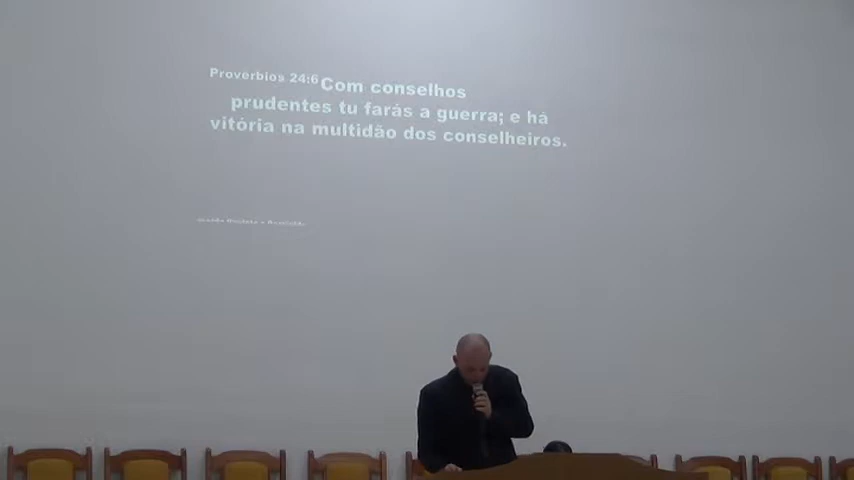 Provérbios 24:6 Com conselhos
prudentes tu farás a guerra; e há
vitória na multidão dos conselheiros.